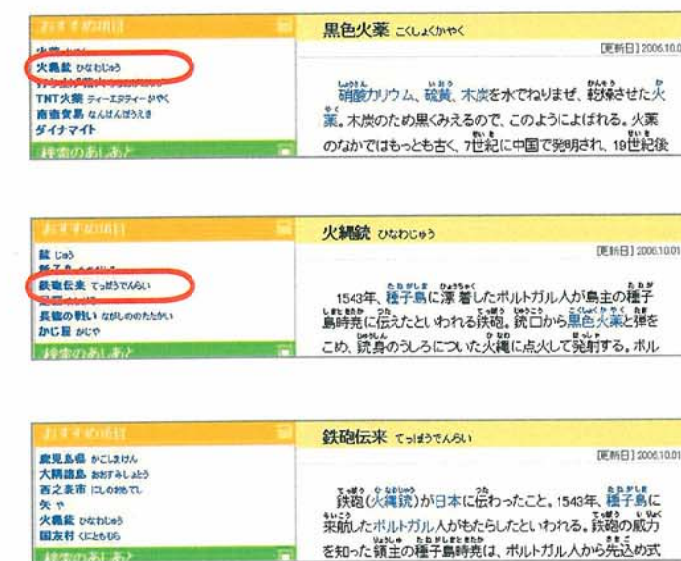 おすすめ項目
火縄銃 ひなわじゅう
TNT火薬 ティーエヌティーかやく
南蛮貿易 なんばんぼうえき
ダイナマイト
検索のあしあと
黒色火薬 こくしょくかやく
[更新日] 2006.10.0
硝酸カリウム、硫黄、木炭を水でねりまぜ、乾燥させた火
薬。木炭のため黒くみえるので、このようによばれる。火薬
のなかではもっとも古く、7世紀に中国で発明され、19世紀後
おすすめ項目
銃 じゅう
鉄砲伝来 てっぽうでんらい
長篠の戦い ながしののたたかい
かじ屋 かじや
検索のあしあと
火縄銃 ひなわじゅう
[更新日] 2006.10.01
1543年、種子島に漂着したポルトガル人が島主の種子
島時堯に伝えたといわれる鉄砲。銃口から黒色火薬と弾を
こめ、銃身のうしろについた火縄に点火して発射する。ポル
おすすめ項目
鹿児島県 かごしまけん
大隅諸島 おおすみしょとう
西之表市 にしのおもてし
矢 や
火縄銃 ひなわじゅう
国友村 くにともむら
検索のあしあと
鉄砲伝来 てっぽうでんらい
[更新日] 2006.10.01
鉄砲(火縄銃)が日本に伝わったこと。1543年、種子島に
来航したポルトガル人がもたらしたといわれる。鉄砲の威力
を知った領主の種子島時堯は、ポルトガル人から先込め式